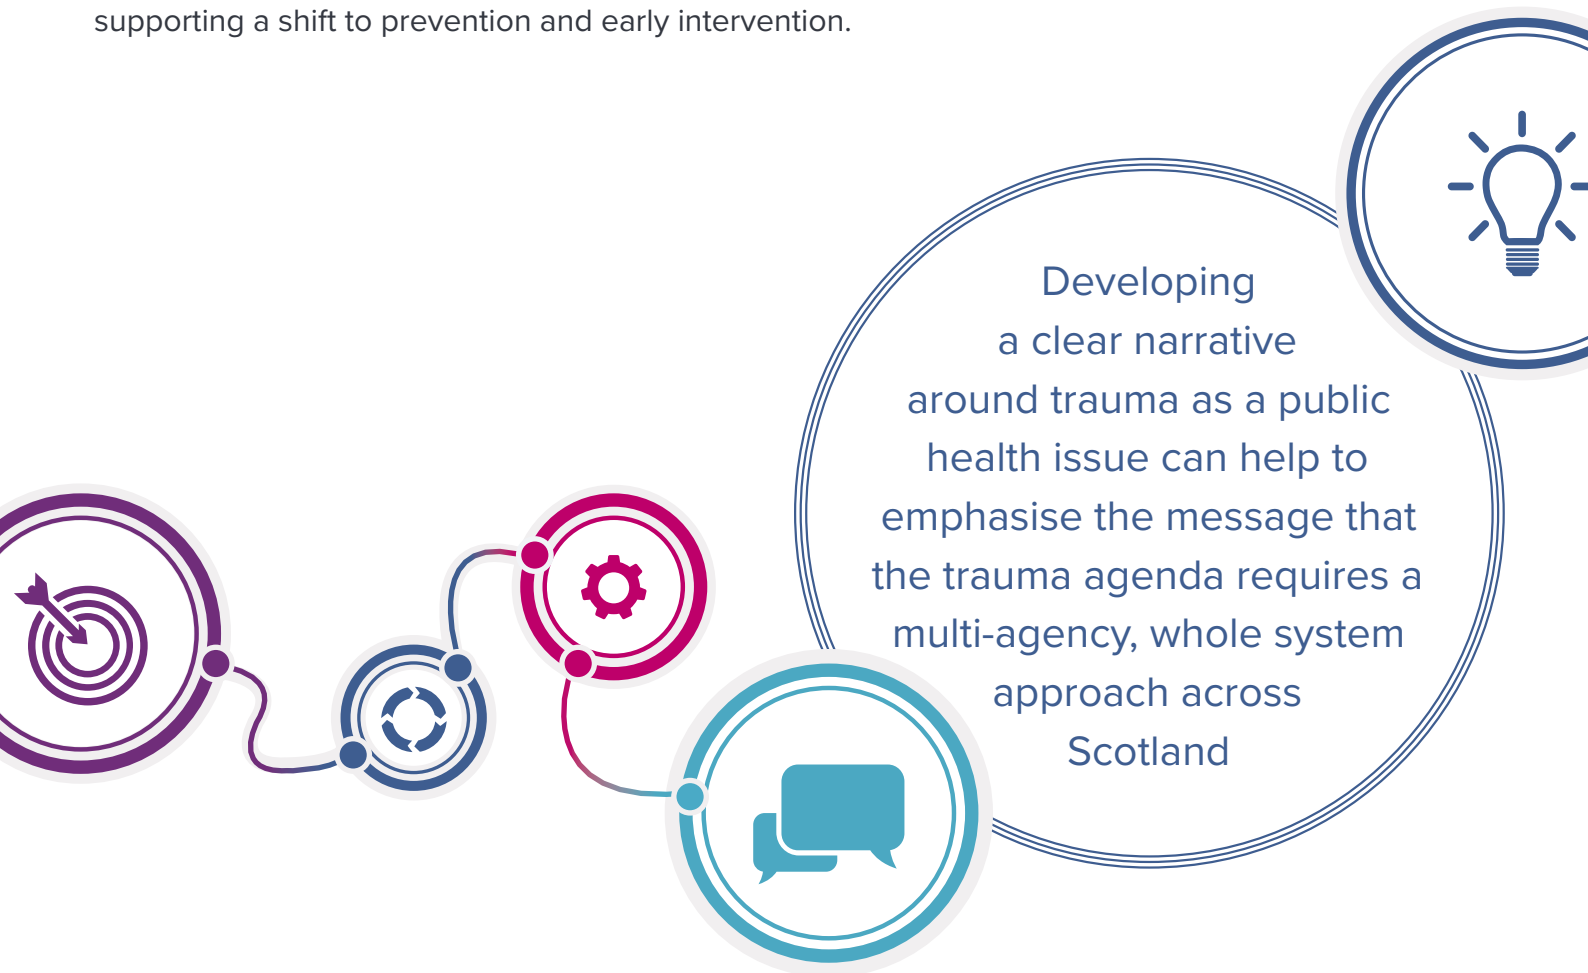 supporting a shift to prevention and early intervention.
Developing
a clear narrative
around trauma as a public
health issue can help to
emphasise the message that
the trauma agenda requires a
multi-agency, whole system
approach across
Scotland